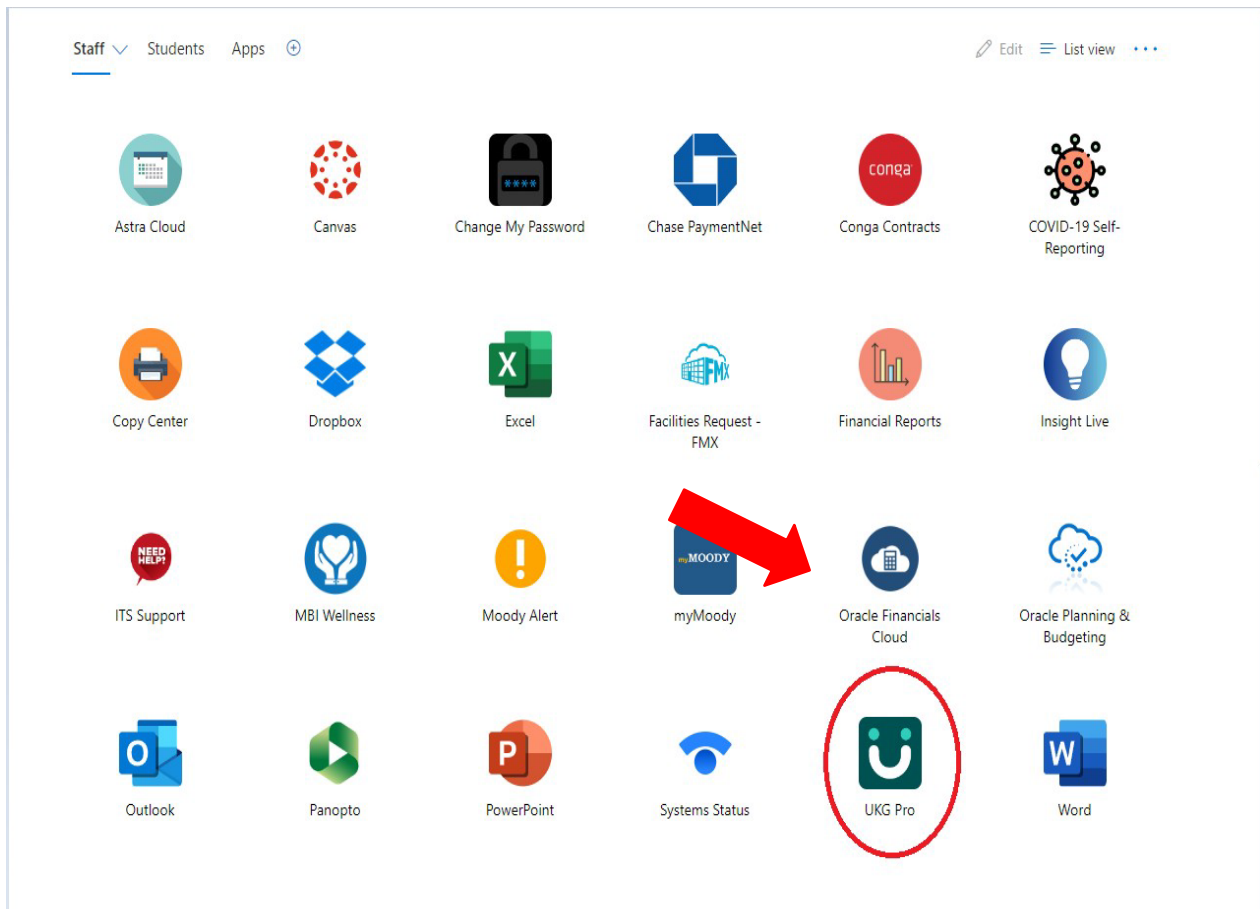 Staff Students Apps Edit List view
conga
Astra Cloud Canvas Change My Password Chase PaymentNet Conga Contracts COVID-19 Self-
Reporting
X FMX
Copy Center Dropbox Excel Facilities Request - Financial Reports Insight Live
FMX
NEED
HELP? myMOODY
ITS Support MBI Wellness Moody Alert myMoody Oracle Financials Oracle Planning &
Cloud Budgeting
O P W
Outlook Panopto PowerPoint Systems Status UKG Pro Word